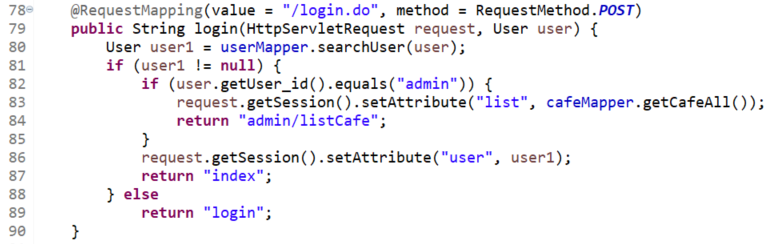 78 @RequestMapping(value = "/login.do", method = RequestMethod.POST)
79 public String login(HttpServletRequest request, User user) {
80 User user1 = userMapper.searchUser(user);
81 if (user1 != null) {
82 if (user.getUser_id().equals("admin")) {
83 request.getSession().setAttribute("list", cafeMapper.getCafeAll());
84 return "admin/listCafe";
85 }
86 request.getSession().setAttribute("user", user1);
87 return "index";
88 } else
89 return "login";
90 }